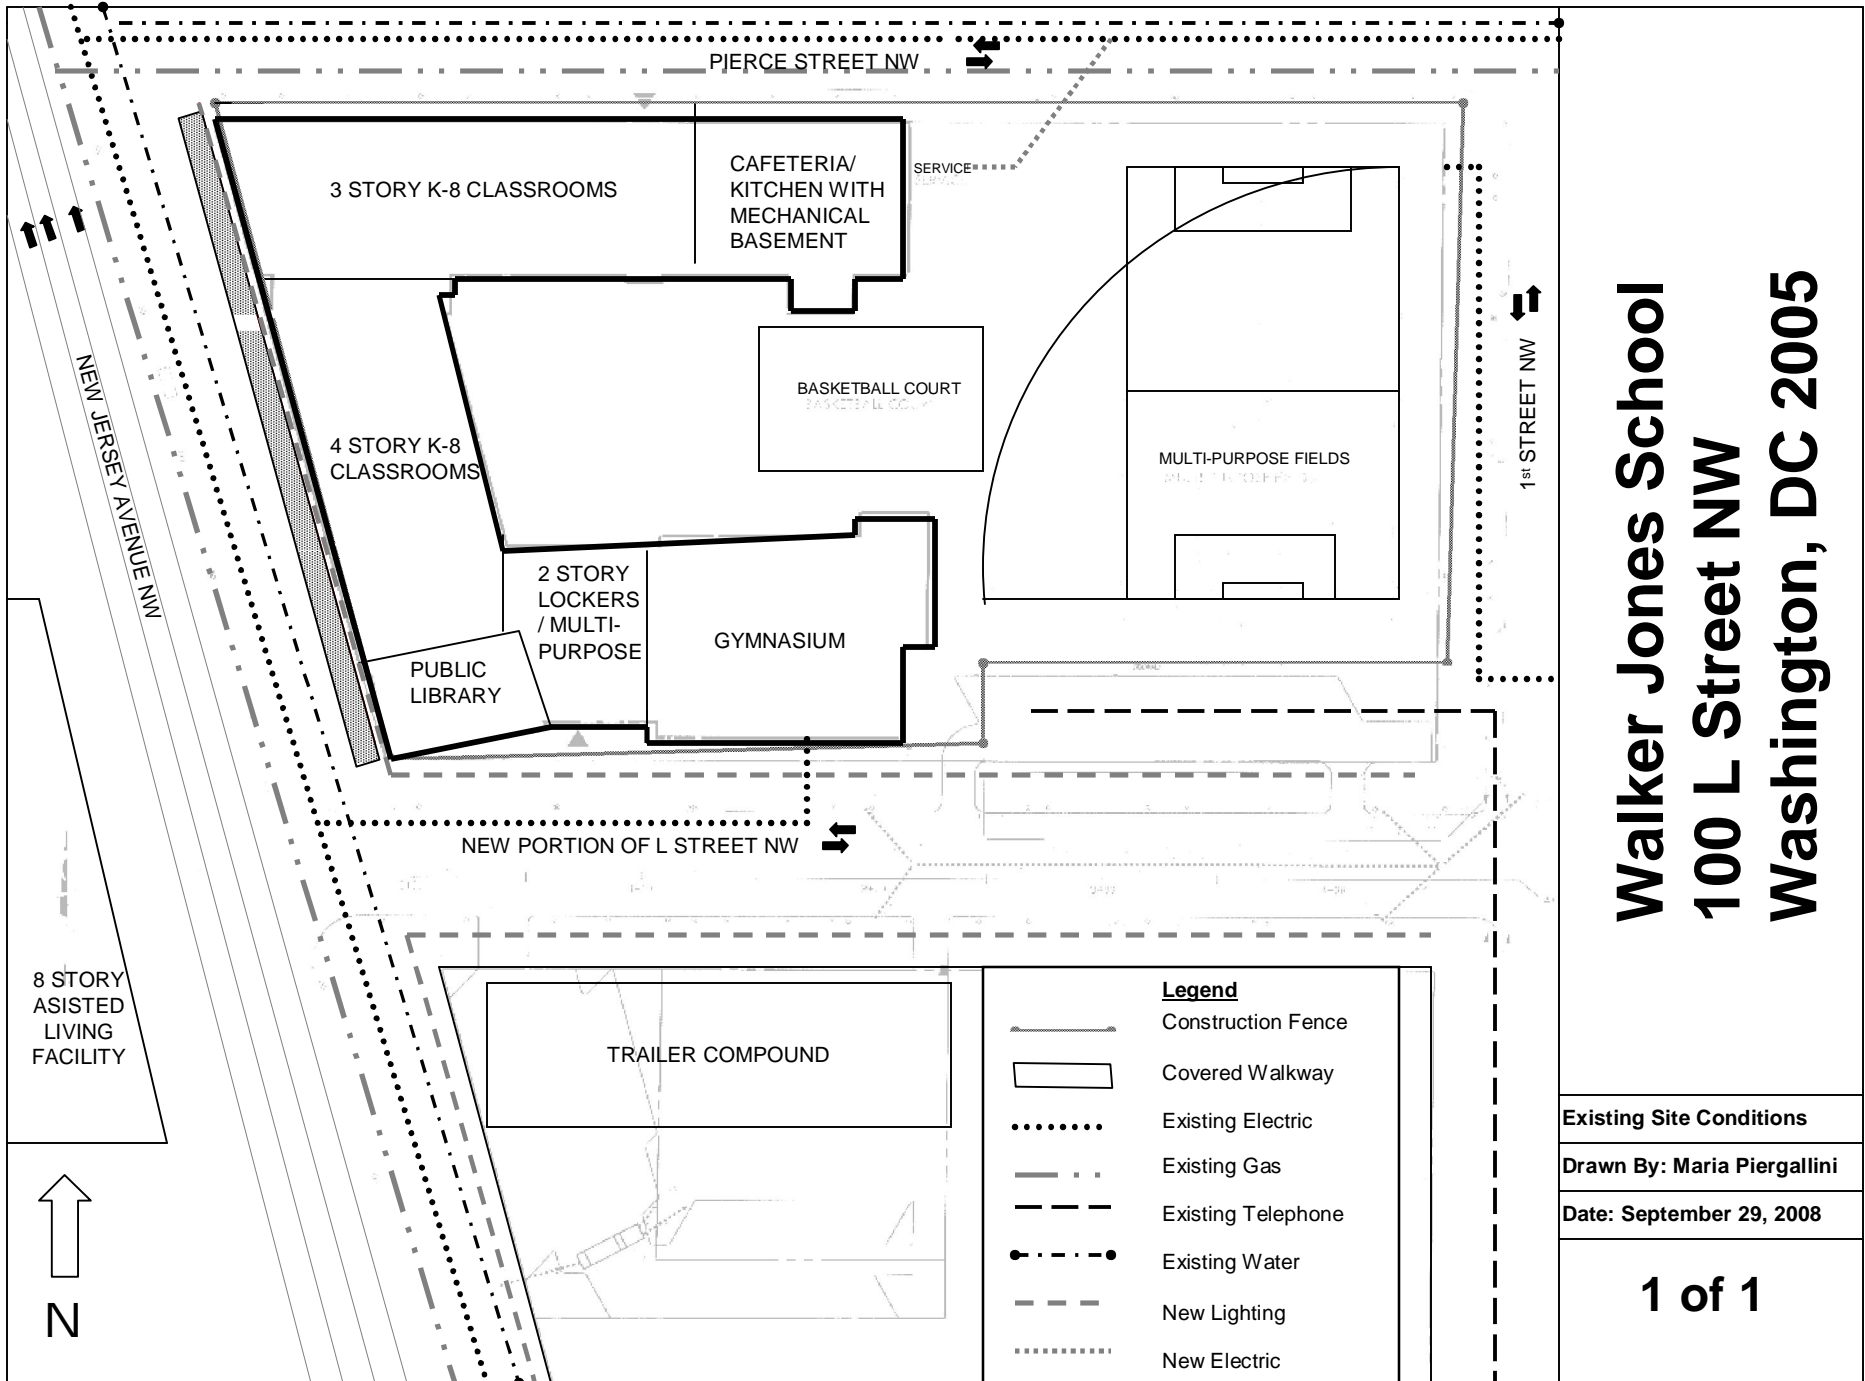 PIERCE STREET NW
3 STORY K-8 CLASSROOMS
CAFETERIA/
KITCHEN WITH
MECHANICAL
BASEMENT
SERVICE
NEW JERSEY AVENUE NW
BASKETBALL COURT
4 STORY K-8
CLASSROOMS
MULTI-PURPOSE FIELDS
1st STREET NW
2 STORY
LOCKERS
/ MULTI-
PURPOSE
GYMNASIUM
PUBLIC
LIBRARY
NEW PORTION OF L STREET NW
8 STORY
ASISTED
LIVING
FACILITY
TRAILER COMPOUND
N
Legend
Construction Fence
Covered Walkway
Existing Electric
Existing Gas
Existing Telephone
Existing Water
New Lighting
New Electric
Walker Jones School
100 L Street NW
Washington, DC 2005
Existing Site Conditions
Drawn By: Maria Piergallini
Date: September 29, 2008
1 of 1